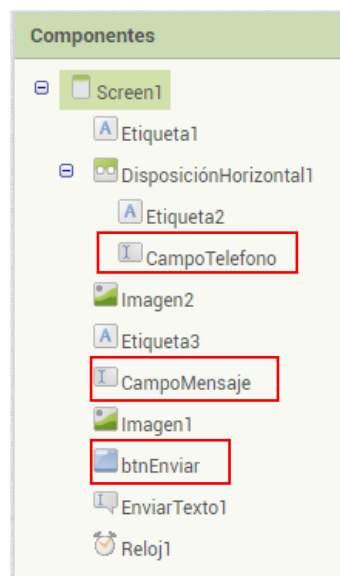 Componentes
Screen1
Etiqueta1
DisposiciónHorizontal1
Etiqueta2
CampoTelefono
Imagen2
Etiqueta3
CampoMensaje
Imagen1
btnEnviar
EnviarTexto1
Reloj1